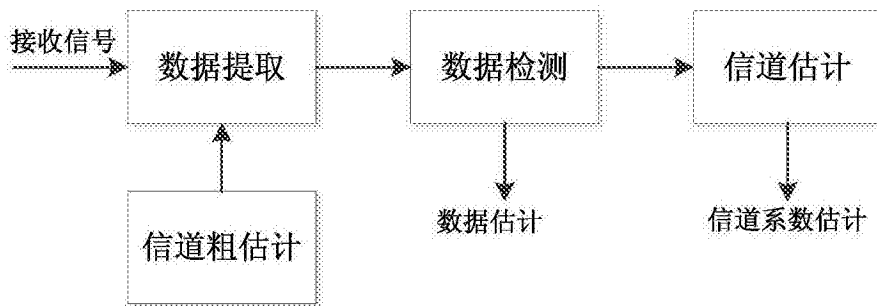 接收信号
数据提取
数据检测
信道估计
信道粗估计
数据估计
信道系数估计